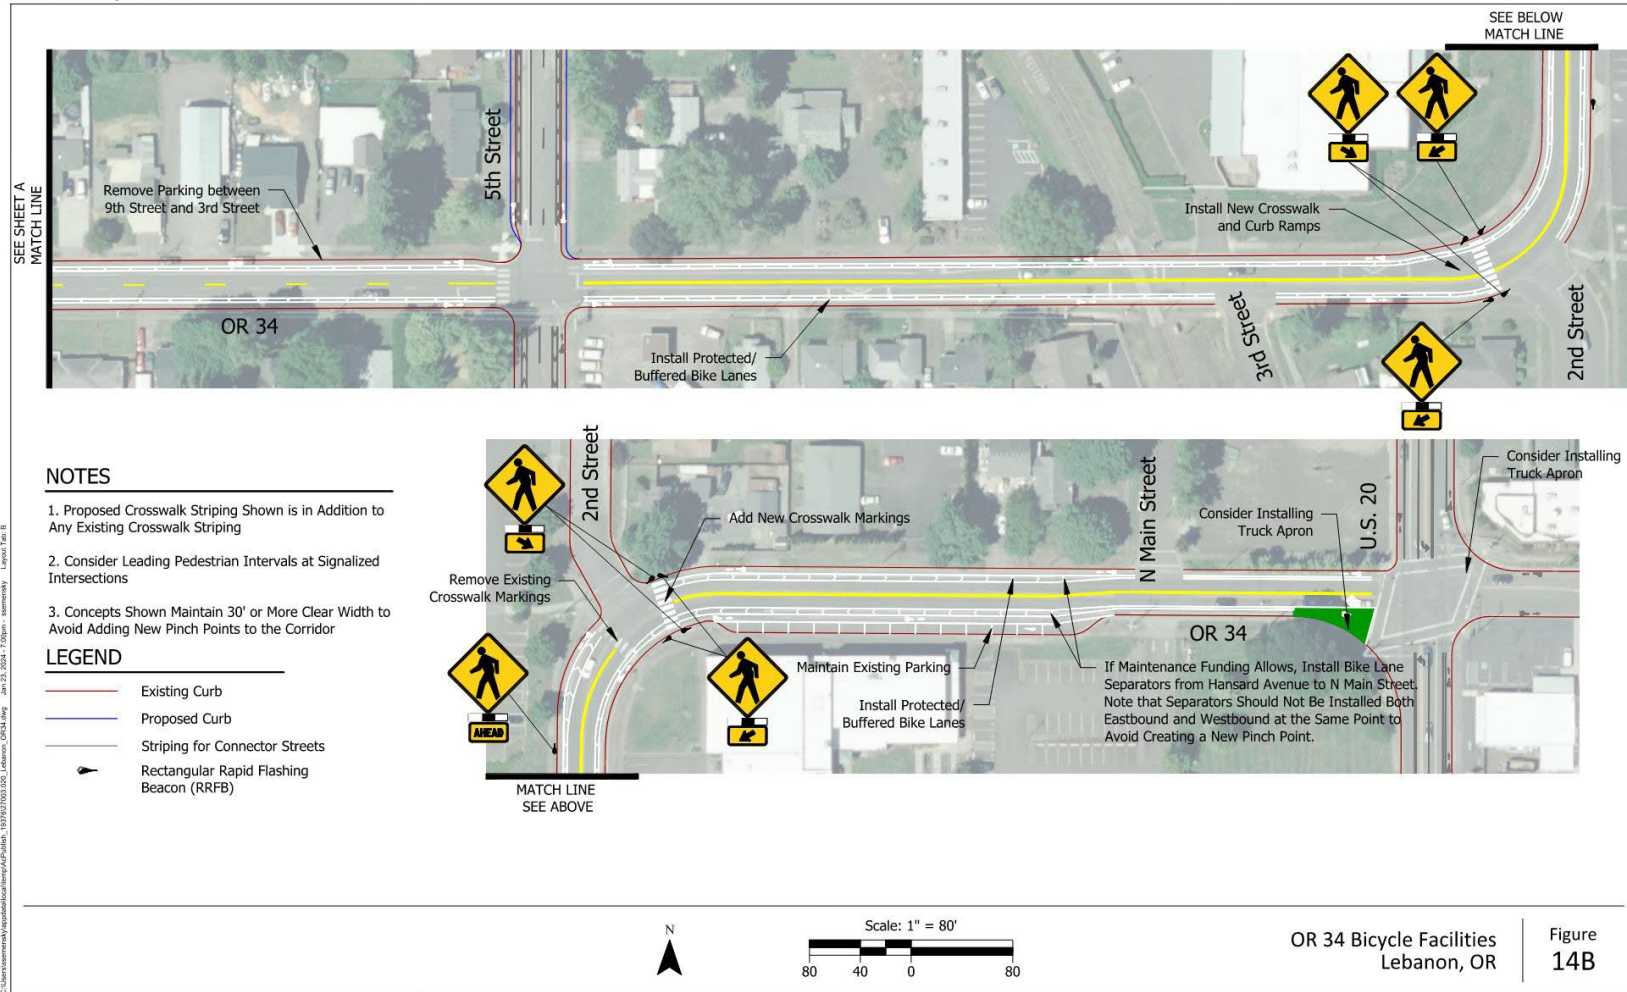 SEE BELOW
MATCH LINE
SEE SHEET A
MATCH LINE
Remove Parking between
9th Street and 3rd Street
5th Street
Install New Crosswalk
and Curb Ramps
OR 34
Install Protected/
Buffered Bike Lanes
3rd Street
2nd Street
NOTES
1. Proposed Crosswalk Striping Shown is in Addition to
Any Existing Crosswalk Striping
2. Consider Leading Pedestrian Intervals at Signalized
Intersections
3. Concepts Shown Maintain 30' or More Clear Width to
Avoid Adding New Pinch Points to the Corridor
LEGEND
Existing Curb
Proposed Curb
Striping for Connector Streets
Rectangular Rapid Flashing
Beacon (RRFB)
2nd Street
Add New Crosswalk Markings
Remove Existing
Crosswalk Markings
AHEAD
N Main Street
Consider Installing
Truck Apron
U.S. 20
Consider Installing
Truck Apron
OR 34
Maintain Existing Parking
Install Protected/
Buffered Bike Lanes
If Maintenance Funding Allows, Install Bike Lane
Separators from Hansard Avenue to N Main Street.
Note that Separators Should Not Be Installed Both
Eastbound and Westbound at the Same Point to
Avoid Creating a New Pinch Point.
MATCH LINE
SEE ABOVE
N
Scale: 1" = 80'
80 40 0 80
OR 34 Bicycle Facilities
Lebanon, OR
Figure
14B
Jan 23, 2024 - 7:00pm - ssemensky Layout Tab: B